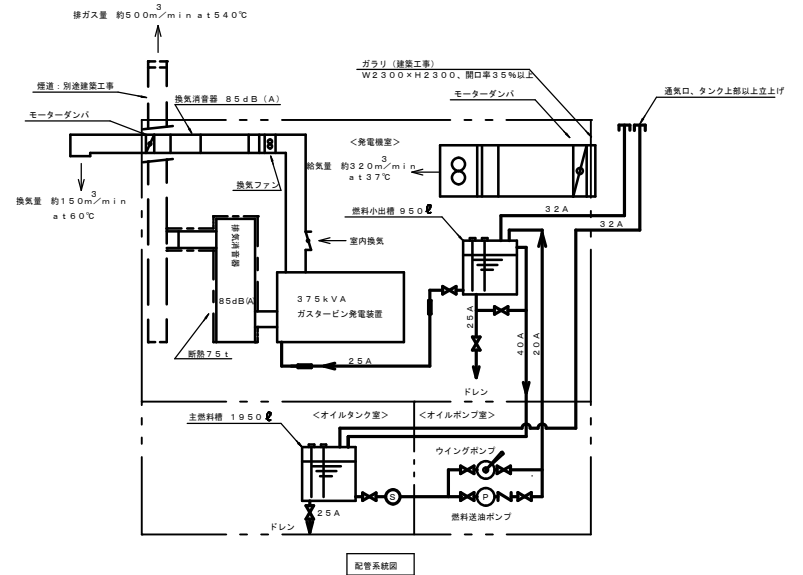 排ガス量 約500m³/min at540℃
ガラリ（建築工事）
W2300×H2300、開口率35%以上
煙道：別途建築工事
換気消音器 85dB（A）
モーターダンパ
通気口、タンク上部以上立上げ
モーターダンパ
<発電機室>
給気量 約320m³/min
at37℃
換気ファン
換気量 約150m³/min
at60℃
燃料小出槽 950ℓ
32A
32A
排気消音器
85dB(A)
室内換気
375kVA
ガスタービン発電装置
25A
40A
20A
断熱75t
25A
ドレン
主燃料槽 1950ℓ
<オイルタンク室>
<オイルポンプ室>
ウイングポンプ
S
P
25A
ドレン
燃料送油ポンプ
配管系統図